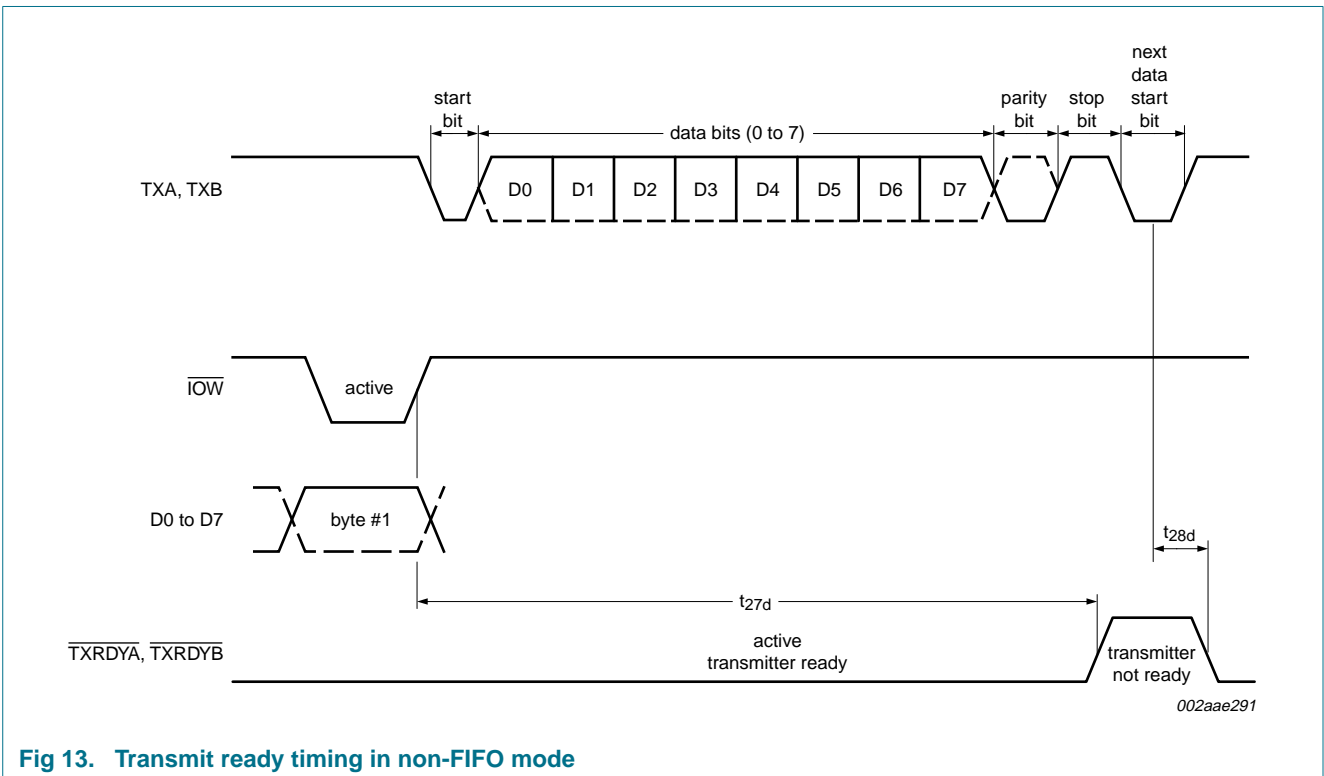 next
data
start
bit
start
bit
parity
bit
stop
bit
data bits (0 to 7)
TXA, TXB
D0 D1 D2 D3 D4 D5 D6 D7
IOW
active
D0 to D7
byte #1
t28d
t27d
TXRDYA, TXRDYB
active
transmitter ready
transmitter
not ready
002aae291
Fig 13. Transmit ready timing in non-FIFO mode